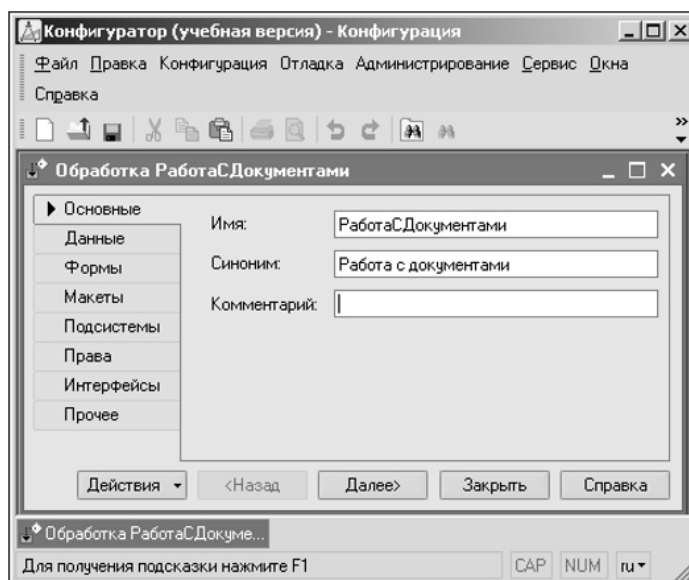 Конфигуратор (учебная версия) - Конфигурация
Файл Правка Конфигурация Отладка Администрирование Сервис Окна
Справка
Обработка РаботаСДокументами
Основные
Данные
Формы
Макеты
Подсистемы
Права
Интерфейсы
Прочее
Имя: РаботаСДокументами
Синоним: Работа с документами
Комментарий:
Действия <Назад Далее> Закрыть Справка
Обработка РаботаСДокуме...
Для получения подсказки нажмите F1 CAP NUM ru